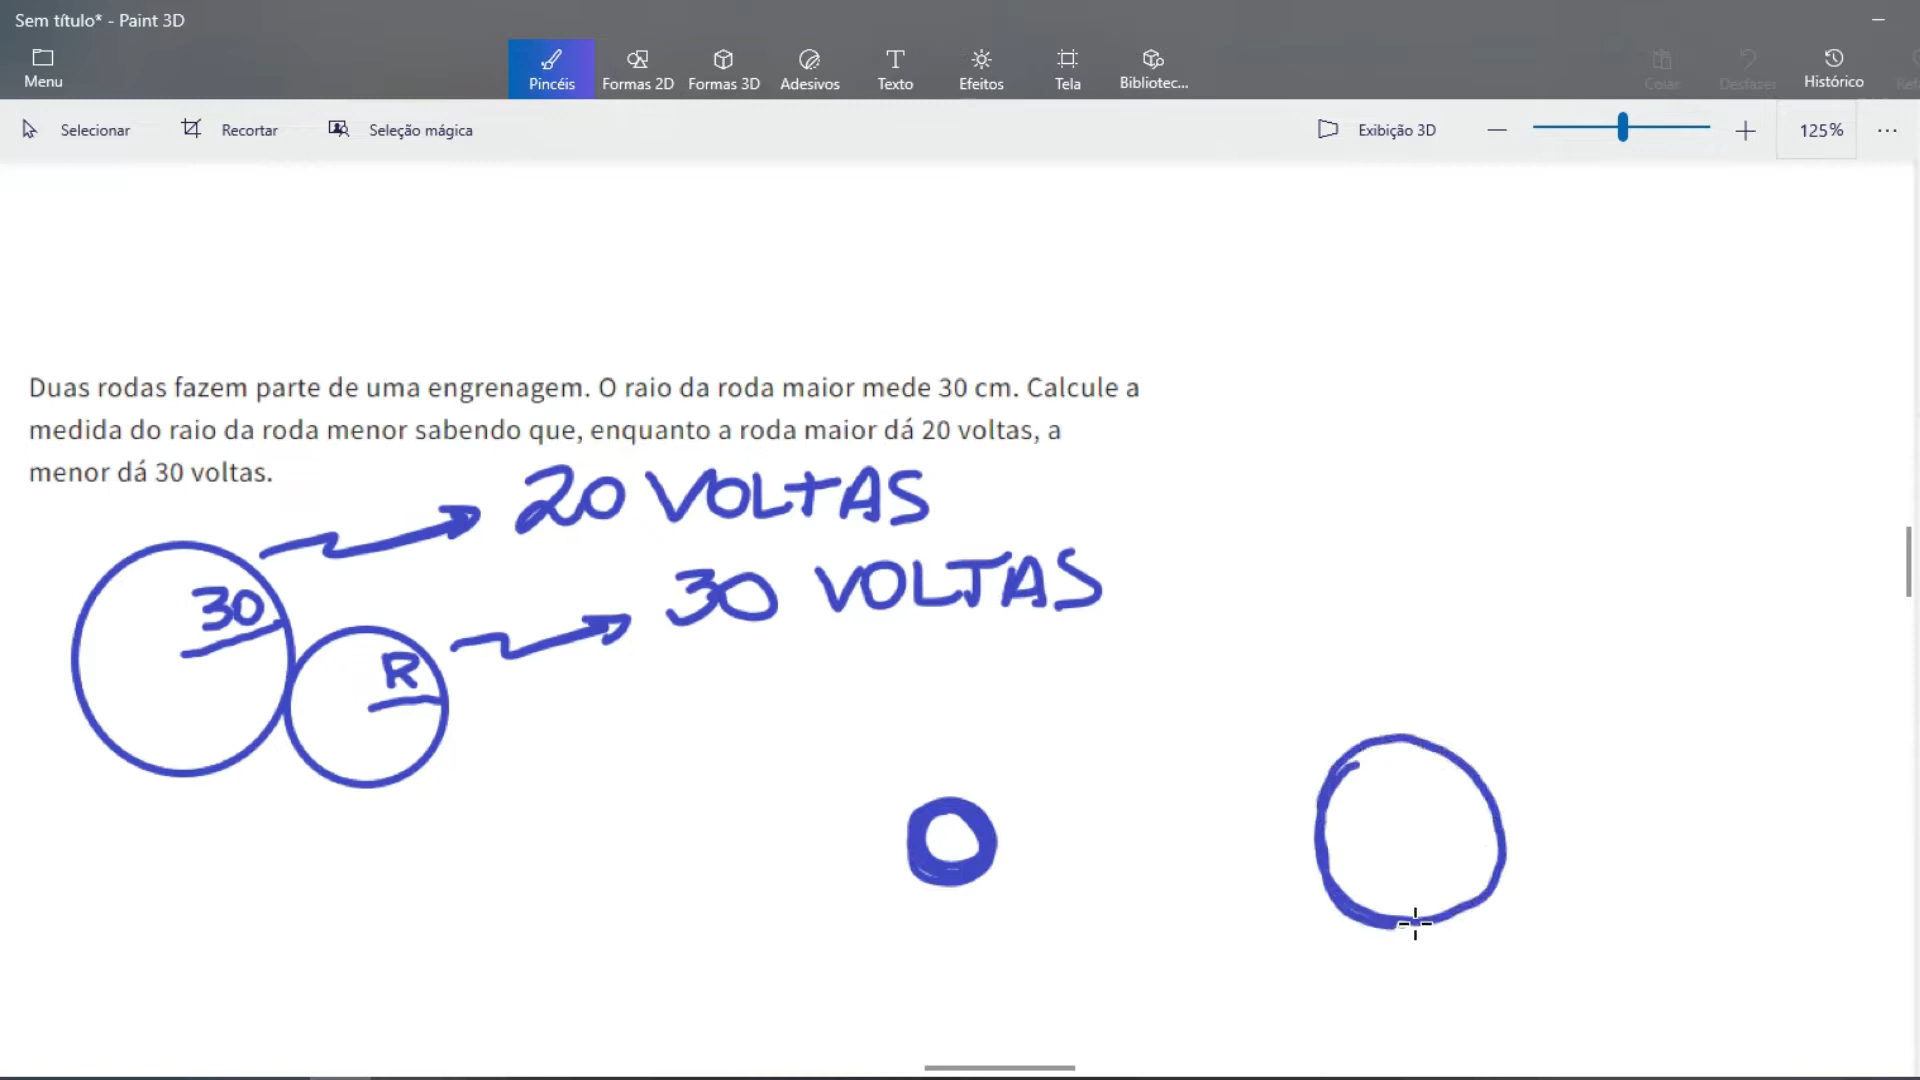 Sem título* - Paint 3D
Menu
Pincéis
Formas 2D
Formas 3D
Adesivos
Texto
Efeitos
Tela
Bibliotec...
Colar
Desfazer
Histórico
Selecionar
Recortar
Seleção mágica
Exibição 3D
125%
Duas rodas fazem parte de uma engrenagem. O raio da roda maior mede 30 cm. Calcule a
medida do raio da roda menor sabendo que, enquanto a roda maior dá 20 voltas, a
menor dá 30 voltas.
20 VOLTAS
30 VOLTAS
30
R